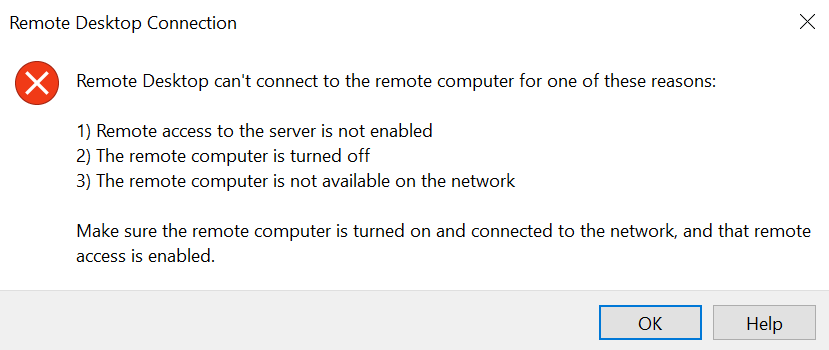 Remote Desktop Connection
Remote Desktop can't connect to the remote computer for one of these reasons:
1) Remote access to the server is not enabled
2) The remote computer is turned off
3) The remote computer is not available on the network
Make sure the remote computer is turned on and connected to the network, and that remote
access is enabled.
OK
Help